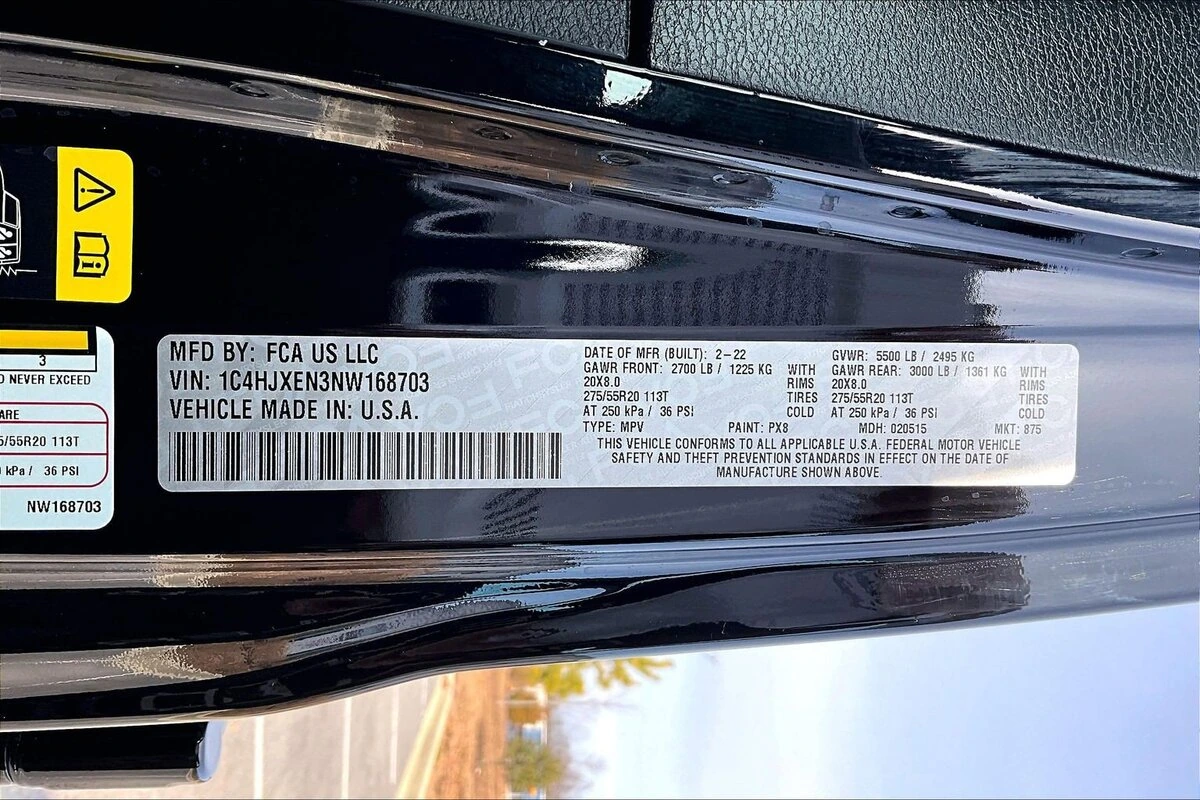 MFD BY: FCA US LLC
VIN: 1C4HJXEN3NW168703
VEHICLE MADE IN: U.S.A.
DATE OF MFR (BUILT): 2-22 GVWR: 5500 LB / 2495 KG
GAWR FRONT: 2700 LB / 1225 KG WITH GAWR REAR: 3000 LB / 1361 KG WITH
20X8.0 RIMS 20X8.0 RIMS
275/55R20 113T TIRES 275/55R20 113T TIRES
AT 250 kPa / 36 PSI COLD AT 250 kPa / 36 PSI COLD
TYPE: MPV PAINT: PX8 MDH: 020515 MKT: 875
THIS VEHICLE CONFORMS TO ALL APPLICABLE U.S.A. FEDERAL MOTOR VEHICLE
SAFETY AND THEFT PREVENTION STANDARDS IN EFFECT ON THE DATE OF
MANUFACTURE SHOWN ABOVE.
3
D NEVER EXCEED
ARE
5/55R20 113T
kPa / 36 PSI
NW168703